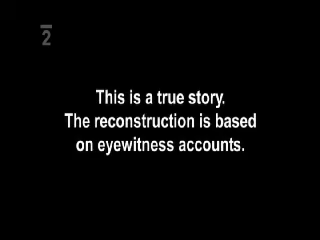 2
This is a true story.
The reconstruction is based
on eyewitness accounts.